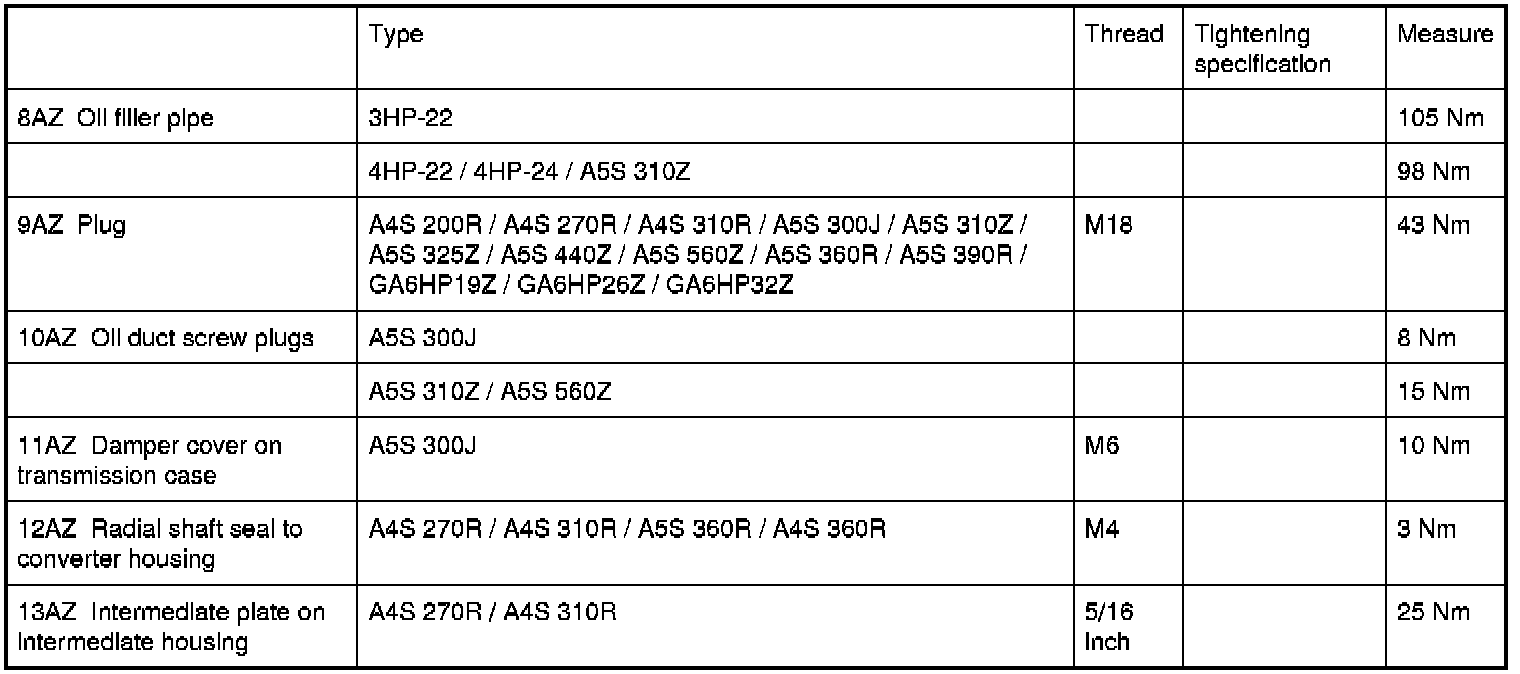 Type Thread Tightening Measure
specification
8AZ Oil filler pipe 3HP-22 105 Nm
4HP-22 / 4HP-24 / A5S 310Z 98 Nm
9AZ Plug A4S 200R / A4S 270R / A4S 310R / A5S 300J / A5S 310Z / M18 43 Nm
A5S 325Z / A5S 440Z / A5S 560Z / A5S 360R / A5S 390R /
GA6HP19Z / GA6HP26Z / GA6HP32Z
10AZ Oil duct screw plugs A5S 300J 8 Nm
A5S 310Z / A5S 560Z 15 Nm
11AZ Damper cover on A5S 300J M6 10 Nm
transmission case
12AZ Radial shaft seal to A4S 270R / A4S 310R / A5S 360R / A4S 360R M4 3 Nm
converter housing
13AZ Intermediate plate on A4S 270R / A4S 310R 5/16 25 Nm
intermediate housing Inch